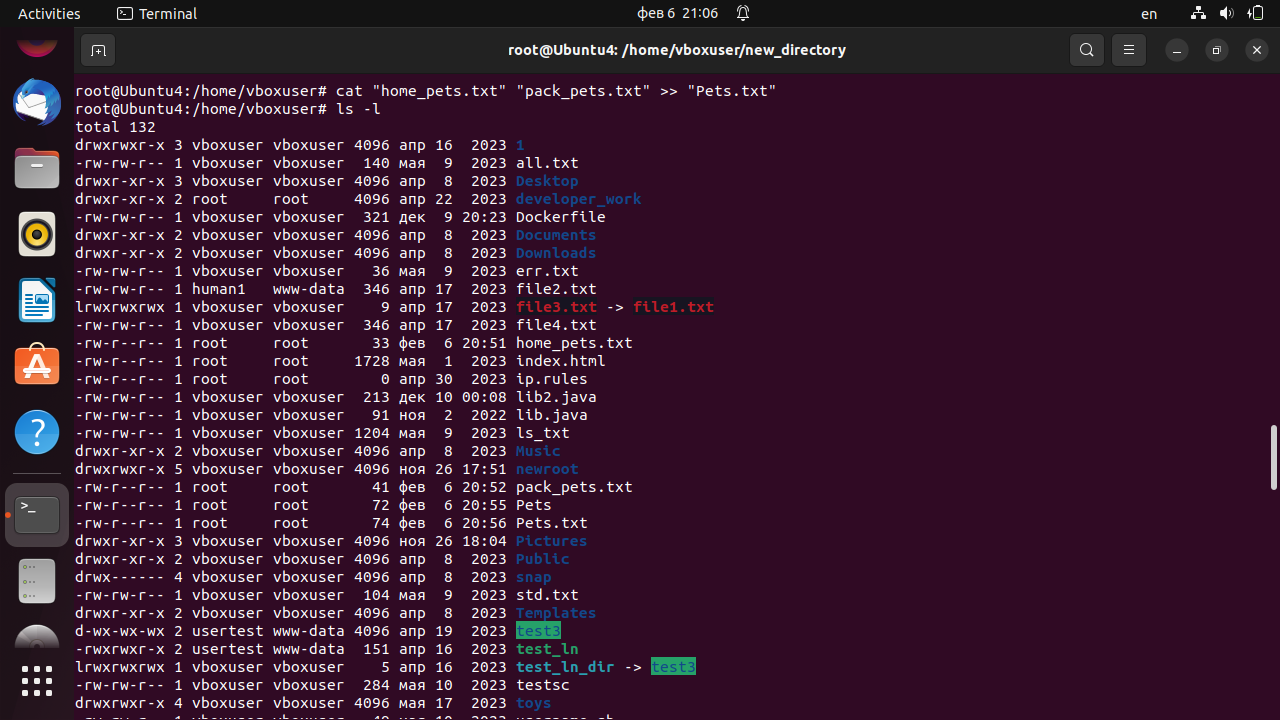 Activities Terminal фев 6 21:06 en
root@Ubuntu4: /home/vboxuser/new_directory
root@Ubuntu4:/home/vboxuser# cat "home_pets.txt" "pack_pets.txt" >> "Pets.txt"
root@Ubuntu4:/home/vboxuser# ls -l
total 132
drwxrwxr-x 3 vboxuser vboxuser 4096 апр 16  2023 1
-rw-rw-r-- 1 vboxuser vboxuser  140 мая  9  2023 all.txt
drwxr-xr-x 3 vboxuser vboxuser 4096 апр  8  2023 Desktop
drwxr-xr-x 2 root     root     4096 апр 22  2023 developer_work
-rw-rw-r-- 1 vboxuser vboxuser  321 дек  9 20:23 Dockerfile
drwxr-xr-x 2 vboxuser vboxuser 4096 апр  8  2023 Documents
drwxr-xr-x 2 vboxuser vboxuser 4096 апр  8  2023 Downloads
-rw-rw-r-- 1 vboxuser vboxuser   36 мая  9  2023 err.txt
-rw-rw-r-- 1 human1   www-data  346 апр 17  2023 file2.txt
lrwxrwxrwx 1 vboxuser vboxuser    9 апр 17  2023 file3.txt -> file1.txt
-rw-rw-r-- 1 vboxuser vboxuser  346 апр 17  2023 file4.txt
-rw-r--r-- 1 root     root       33 фев  6 20:51 home_pets.txt
-rw-r--r-- 1 root     root     1728 мая  1  2023 index.html
-rw-r--r-- 1 root     root        0 апр 30  2023 ip.rules
-rw-rw-r-- 1 vboxuser vboxuser  213 дек 10 00:08 lib2.java
-rw-rw-r-- 1 vboxuser vboxuser   91 ноя  2  2022 lib.java
-rw-rw-r-- 1 vboxuser vboxuser 1204 мая  9  2023 ls_txt
drwxr-xr-x 2 vboxuser vboxuser 4096 апр  8  2023 Music
drwxrwxr-x 5 vboxuser vboxuser 4096 ноя 26 17:51 newroot
-rw-r--r-- 1 root     root       41 фев  6 20:52 pack_pets.txt
-rw-r--r-- 1 root     root       72 фев  6 20:55 Pets
-rw-r--r-- 1 root     root       74 фев  6 20:56 Pets.txt
drwxr-xr-x 3 vboxuser vboxuser 4096 ноя 26 18:04 Pictures
drwxr-xr-x 2 vboxuser vboxuser 4096 апр  8  2023 Public
drwx------ 4 vboxuser vboxuser 4096 апр  8  2023 snap
-rw-rw-r-- 1 vboxuser vboxuser  104 мая  9  2023 std.txt
drwxr-xr-x 2 vboxuser vboxuser 4096 апр  8  2023 Templates
d-wx-wx-wx 2 usertest www-data 4096 апр 19  2023 test3
-rwxrwxr-x 2 usertest www-data  151 апр 16  2023 test_ln
lrwxrwxrwx 1 vboxuser vboxuser    5 апр 16  2023 test_ln_dir -> test3
-rw-rw-r-- 1 vboxuser vboxuser  284 мая 10  2023 testsc
drwxrwxr-x 4 vboxuser vboxuser 4096 мая 17  2023 toys